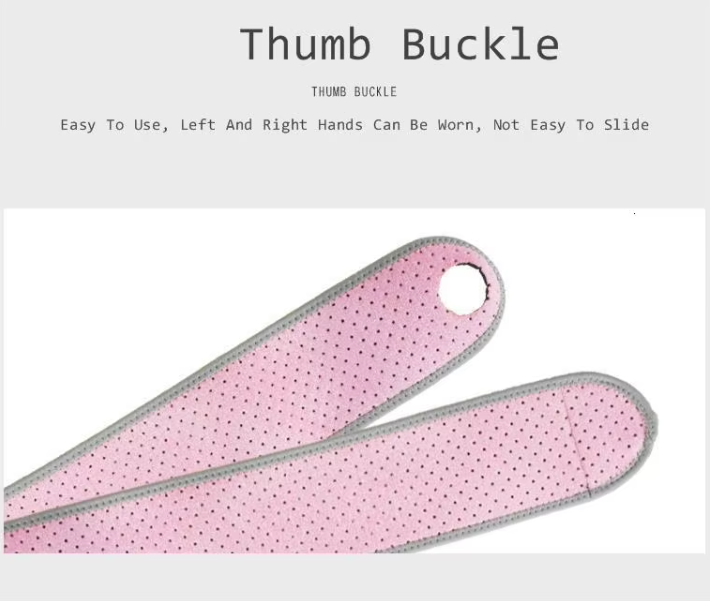 Thumb Buckle
THUMB BUCKLE
Easy To Use, Left And Right Hands Can Be Worn, Not Easy To Slide